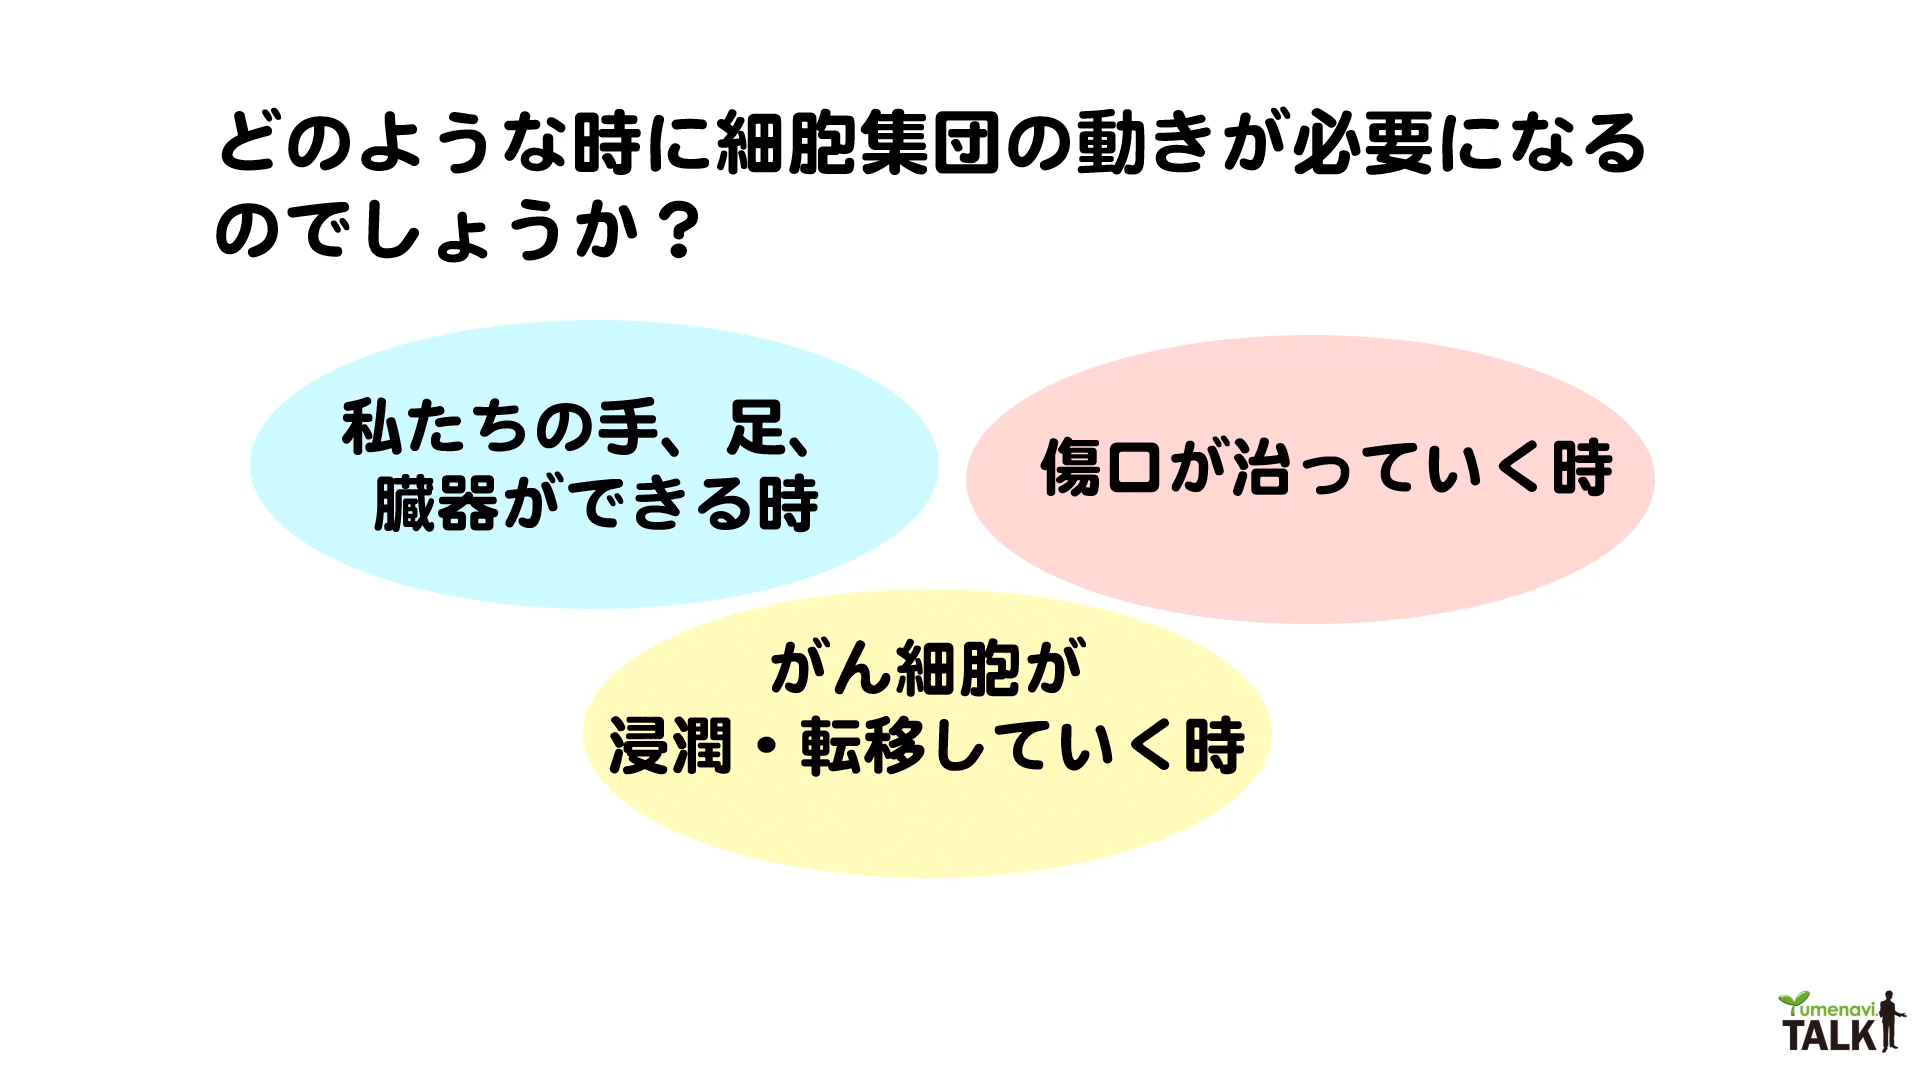 どのような時に細胞集団の動きが必要になる
のでしょうか？
私たちの手、足、
臓器ができる時
傷口が治っていく時
がん細胞が
浸潤・転移していく時
Yumenavi.
TALK